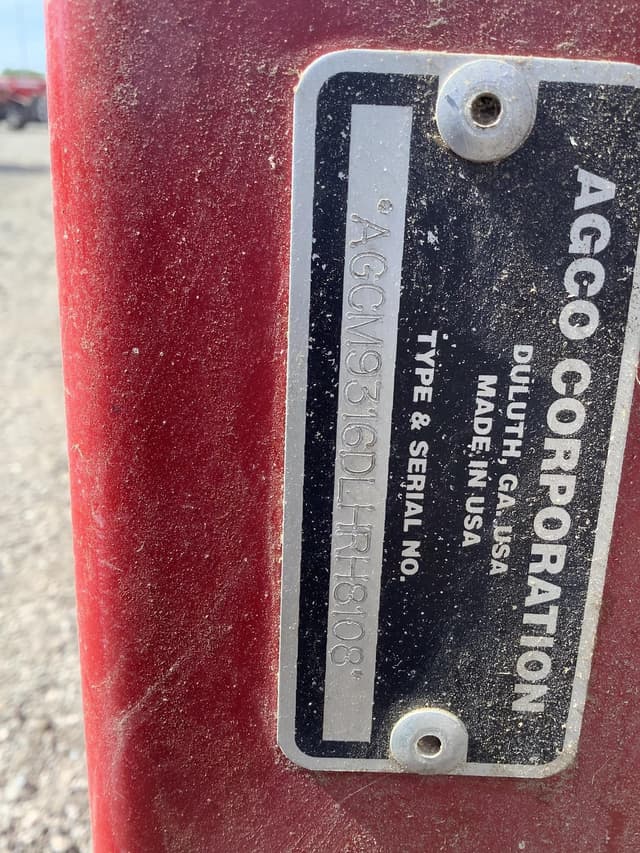 AGCO CORPORATION
DULUTH, GA. USA
MADE IN USA
TYPE & SERIAL NO.
*AGCM9316DLHRH8108*